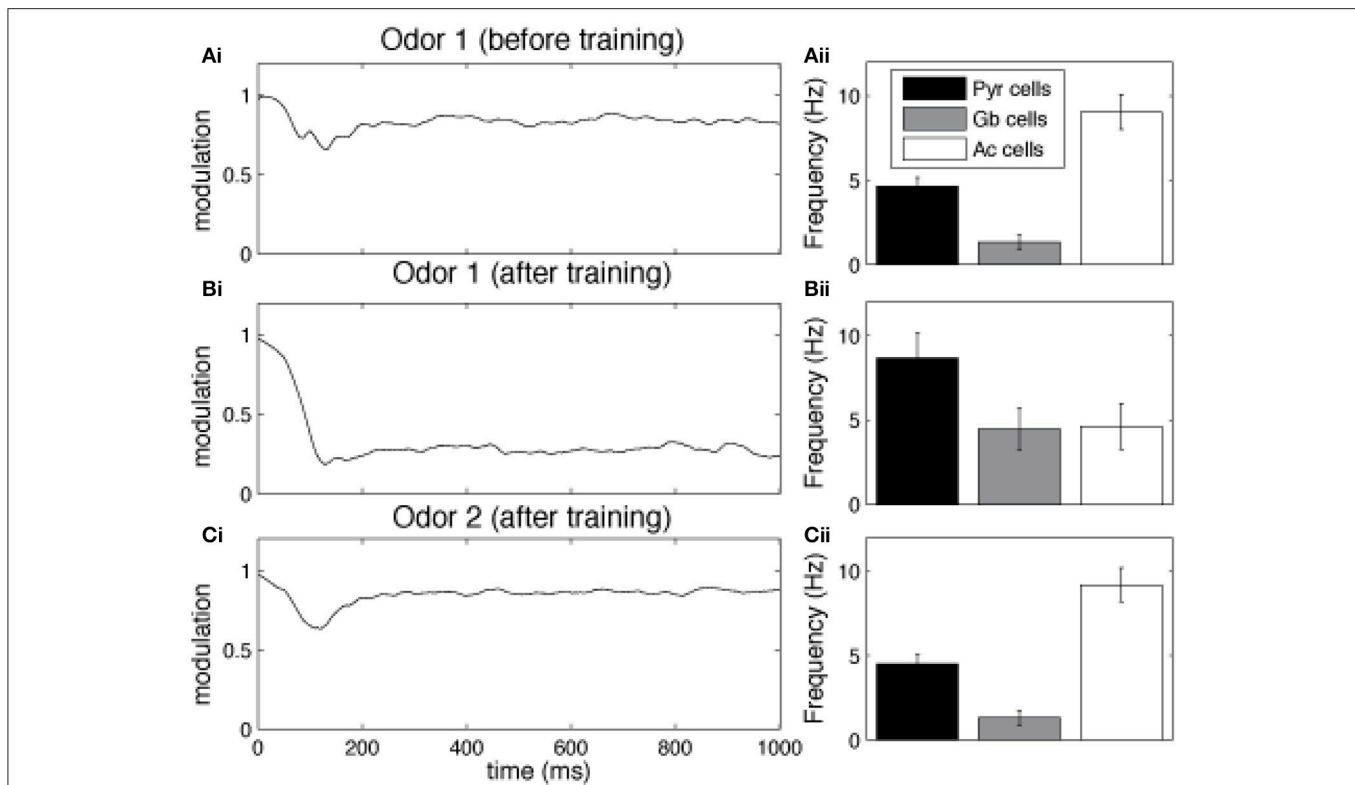 Odor 1 (before training)
Ai
1
0.5
0
modulation
Aii
10
5
0
Frequency (Hz)
Pyr cells
Gb cells
Ac cells
Odor 1 (after training)
Bi
1
0.5
0
modulation
Bii
10
5
0
Frequency (Hz)
Odor 2 (after training)
Ci
1
0.5
0
modulation
0 200 400 600 800 1000
time (ms)
Cii
10
5
0
Frequency (Hz)